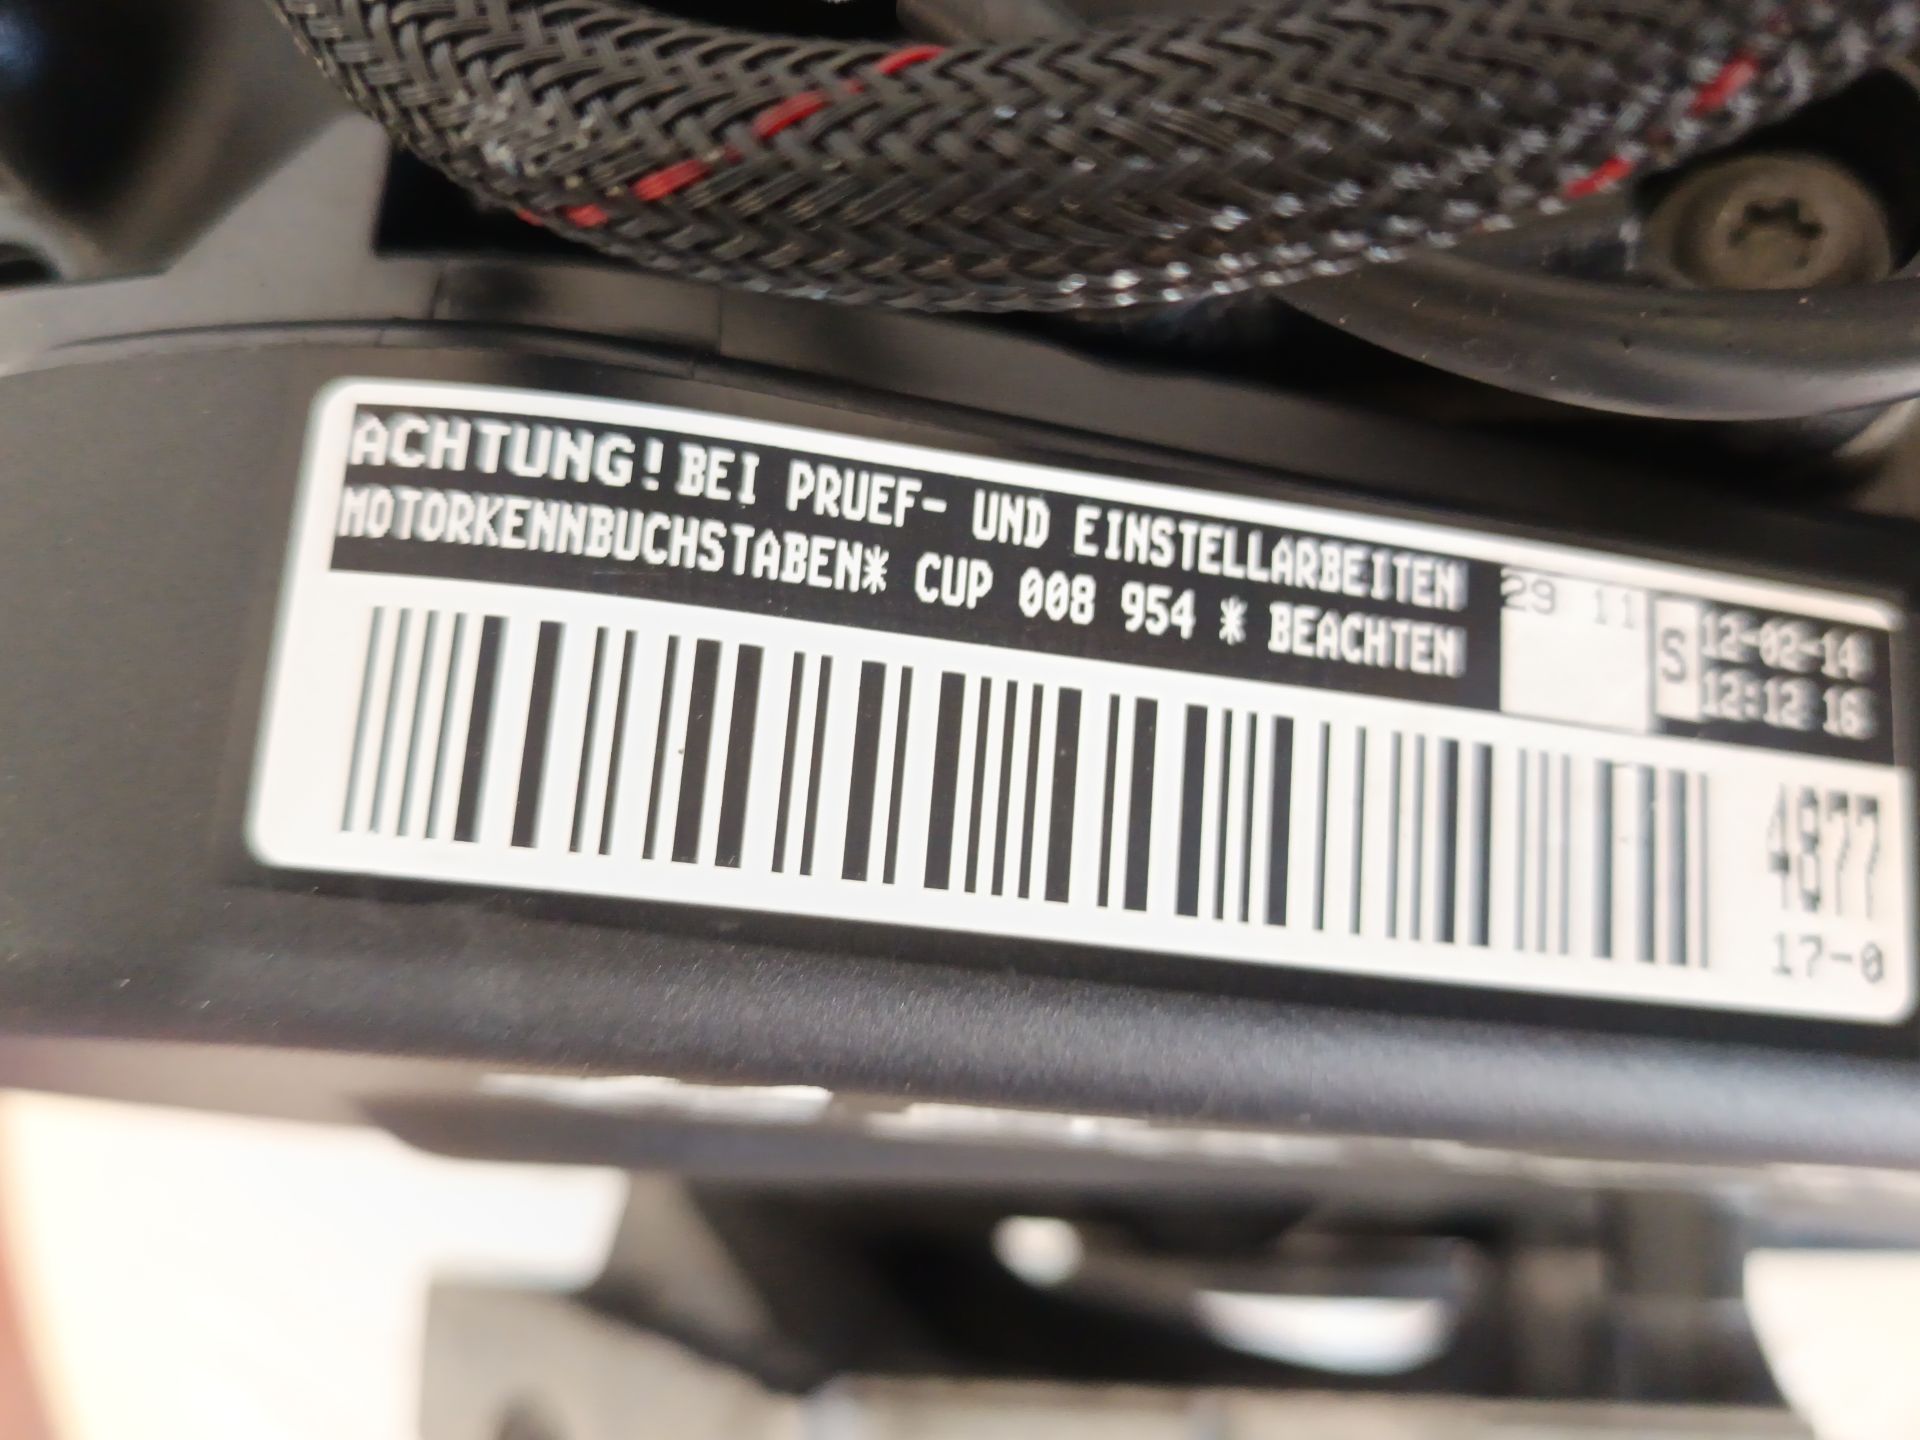 ACHTUNG! BEI PRUEF- UND EINSTELLARBEITEN
MOTORKENNBUCHSTABEN* CUP 008 954 * BEACHTEN
29 11
S
12-02-14
12:12 16
4877
17-0